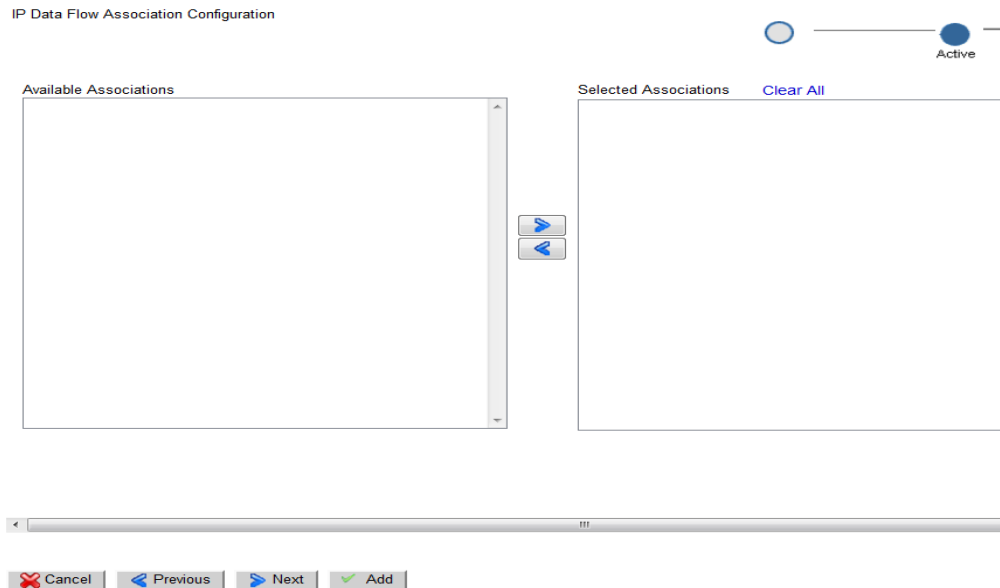 IP Data Flow Association Configuration
Active
Available Associations
Selected Associations Clear All
Cancel Previous Next Add